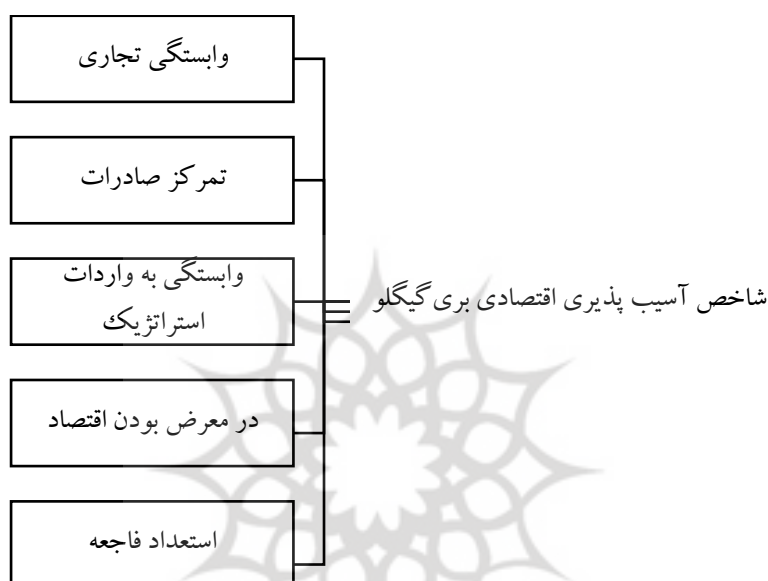 وابستگی تجاری
تمرکز صادرات
وابستگی به واردات
استراتژیک
شاخص آسیب پذیری اقتصادی بری گیگلو
در معرض بودن اقتصاد
استعداد فاجعه